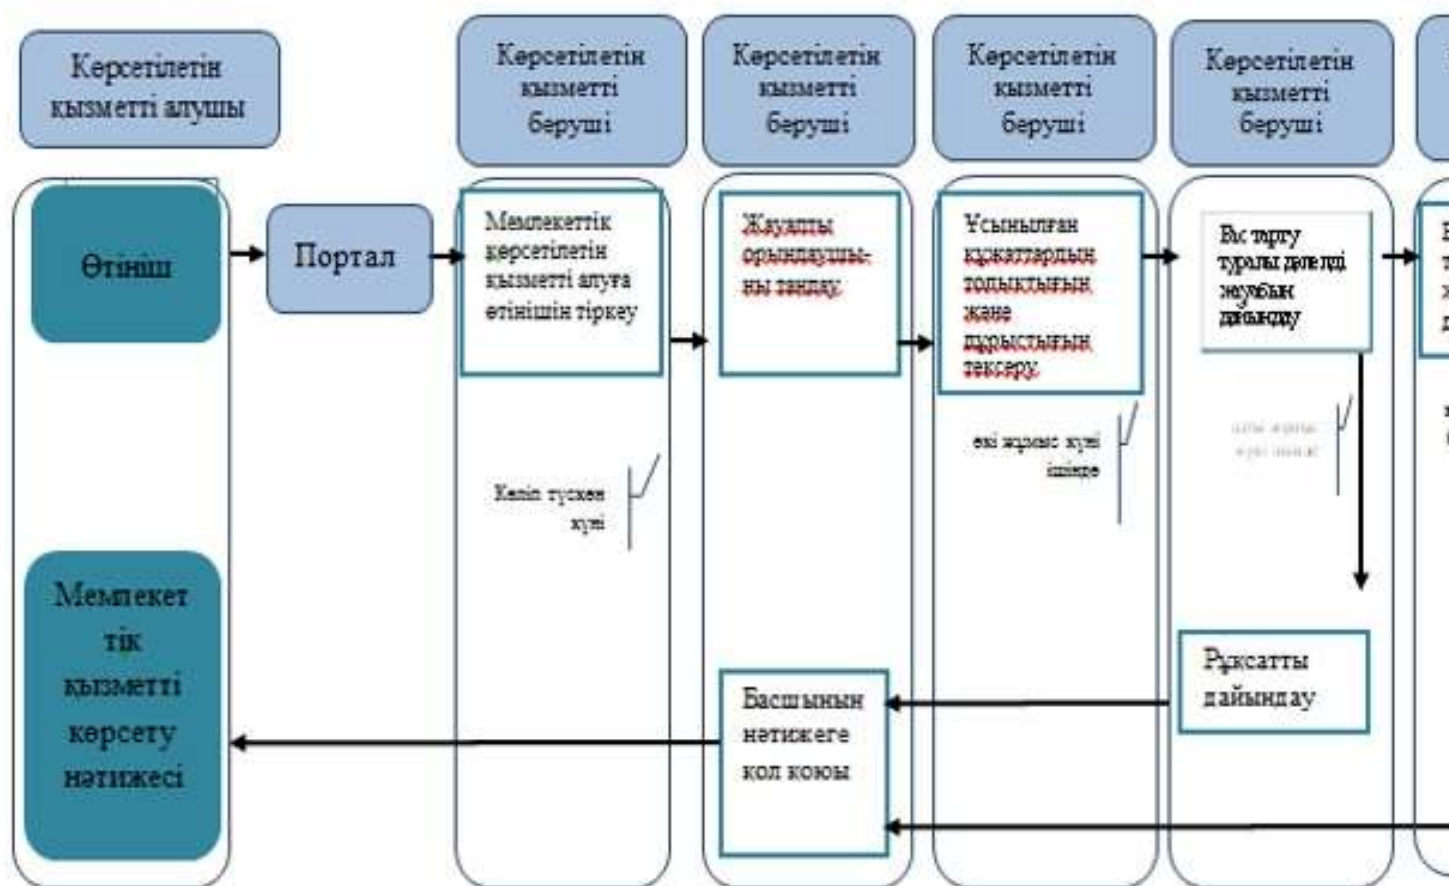 Көрсетілетін
қызметті алушы
Көрсетілетін
қызметті
беруші
Көрсетілетін
қызметті
беруші
Көрсетілетін
қызметті
беруші
Көрсетілетін
қызметті
беруші
Өтініш
Портал
Мемлекеттік
көрсетілетін
қызметті алуға
өтінішін тіркеу
Жауапты
орындаушы-
ны таңдау
Ұсынылған
құжаттардың
толықтығын
және
дұрыстығын
тексеру
Бас тарту
туралы дәлелді
жауабын
дайындау
Келіп түскен
күні
екі жұмыс күні
ішінде
Мемлекет
тік
қызметті
көрсету
нәтижесі
Басшының
нәтижеге
қол қоюы
Рұқсатты
дайындау